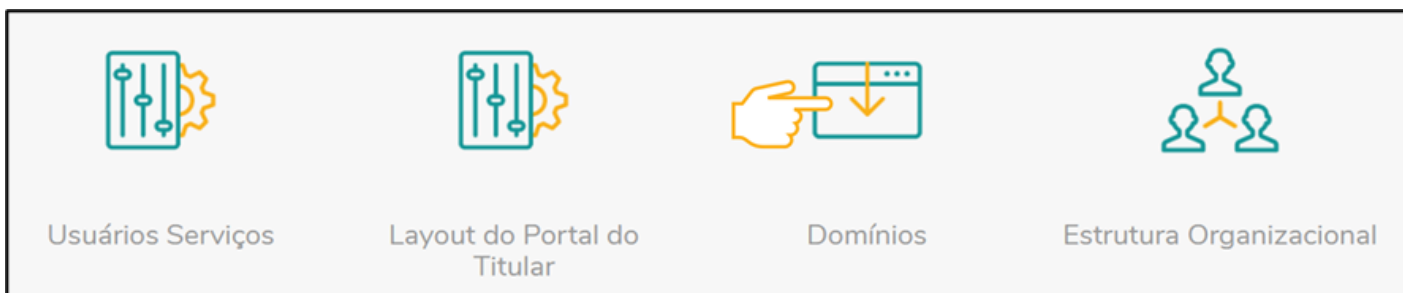 Usuários Serviços
Layout do Portal do
Titular
Domínios
Estrutura Organizacional